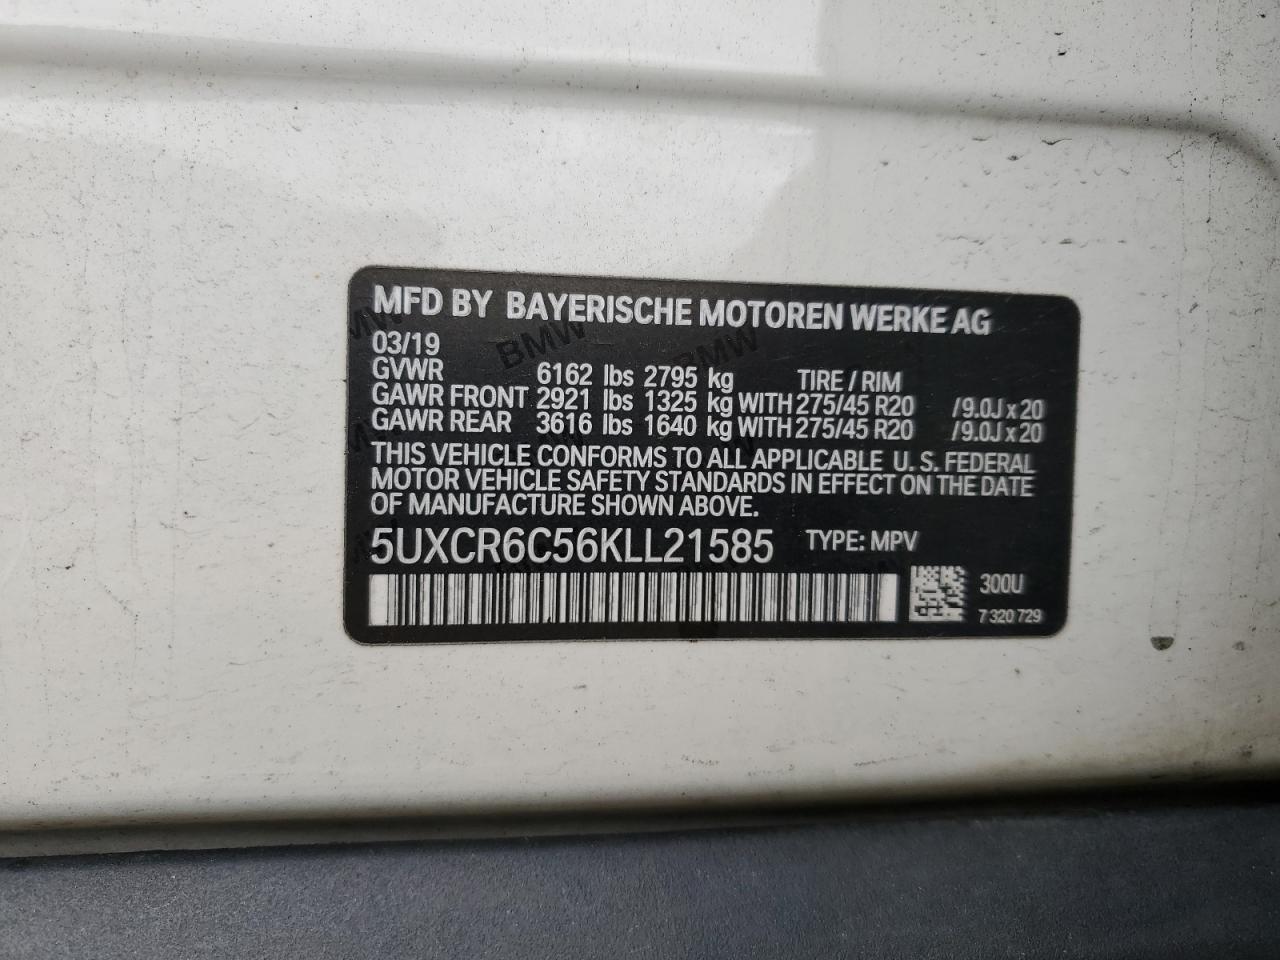 MFD BY BAYERISCHE MOTOREN WERKE AG
03/19
GVWR 6162 lbs 2795 kg TIRE / RIM
GAWR FRONT 2921 lbs 1325 kg WITH 275/45 R20 /9.0J x 20
GAWR REAR 3616 lbs 1640 kg WITH 275/45 R20 /9.0J x 20
THIS VEHICLE CONFORMS TO ALL APPLICABLE U.S. FEDERAL
MOTOR VEHICLE SAFETY STANDARDS IN EFFECT ON THE DATE
OF MANUFACTURE SHOWN ABOVE.
5UXCR6C56KLL21585 TYPE: MPV
300U
7 320 729
BMW
BMW